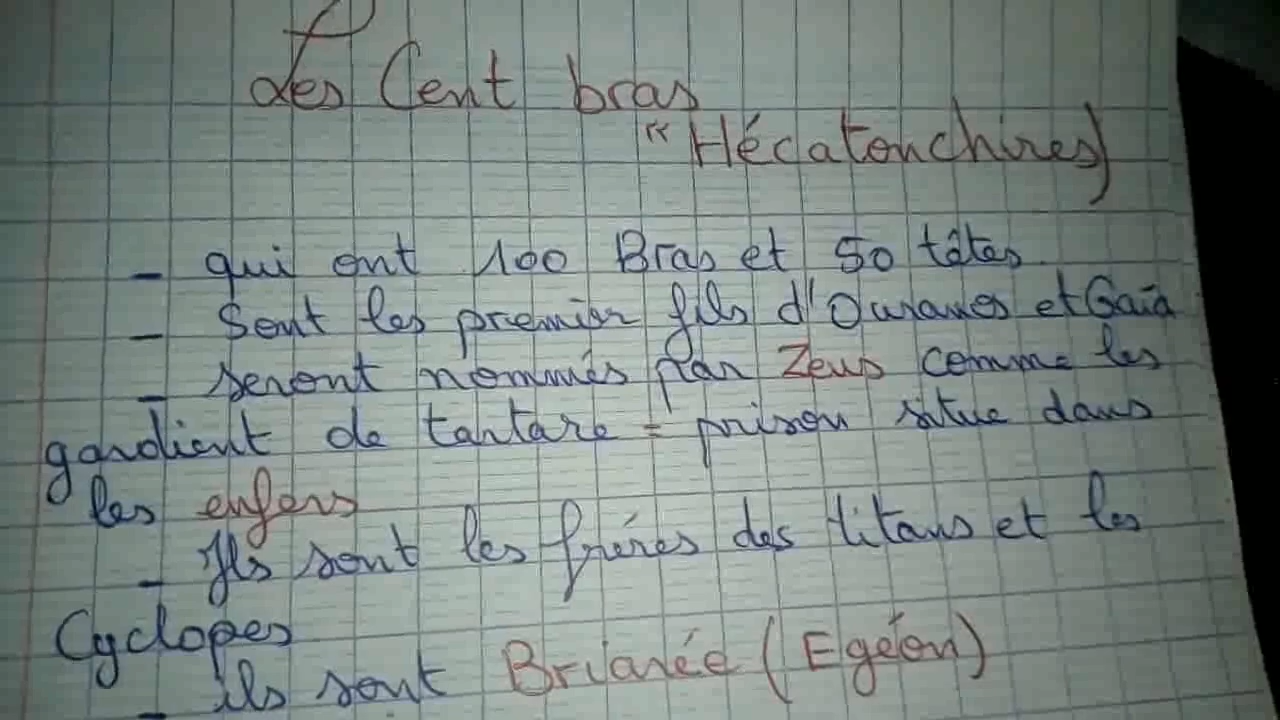 Les Cent bras
"Hécatonchires)
- qui ont 100 Bras et 50 têtes
- Sont les premier fils d'Ouranos et Gaïa
- seront nommés par Zeus comme les
gardient de tartare = prison situe dans
les enfers
- Ils sont les fréres des titans et les
Cyclopes
- ils sont Briarée (Egéon)